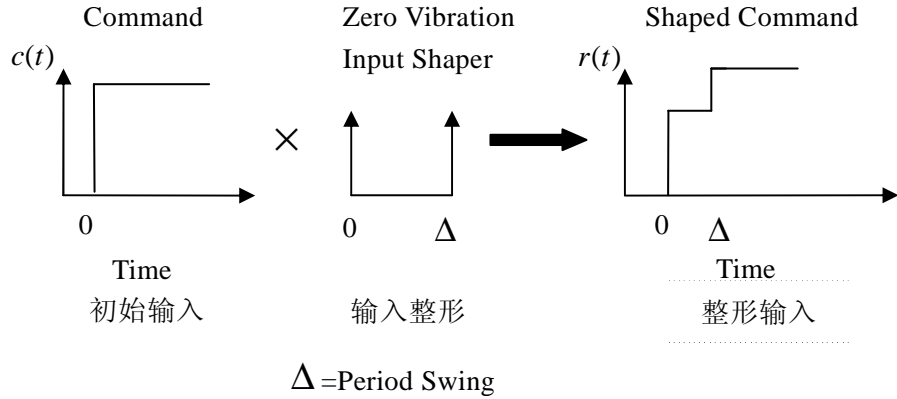 Command
Zero Vibration
Input Shaper
Shaped Command
c(t)
r(t)
×
0
0
Δ
0
Δ
Time
Time
初始输入
输入整形
整形输入
Δ=Period Swing